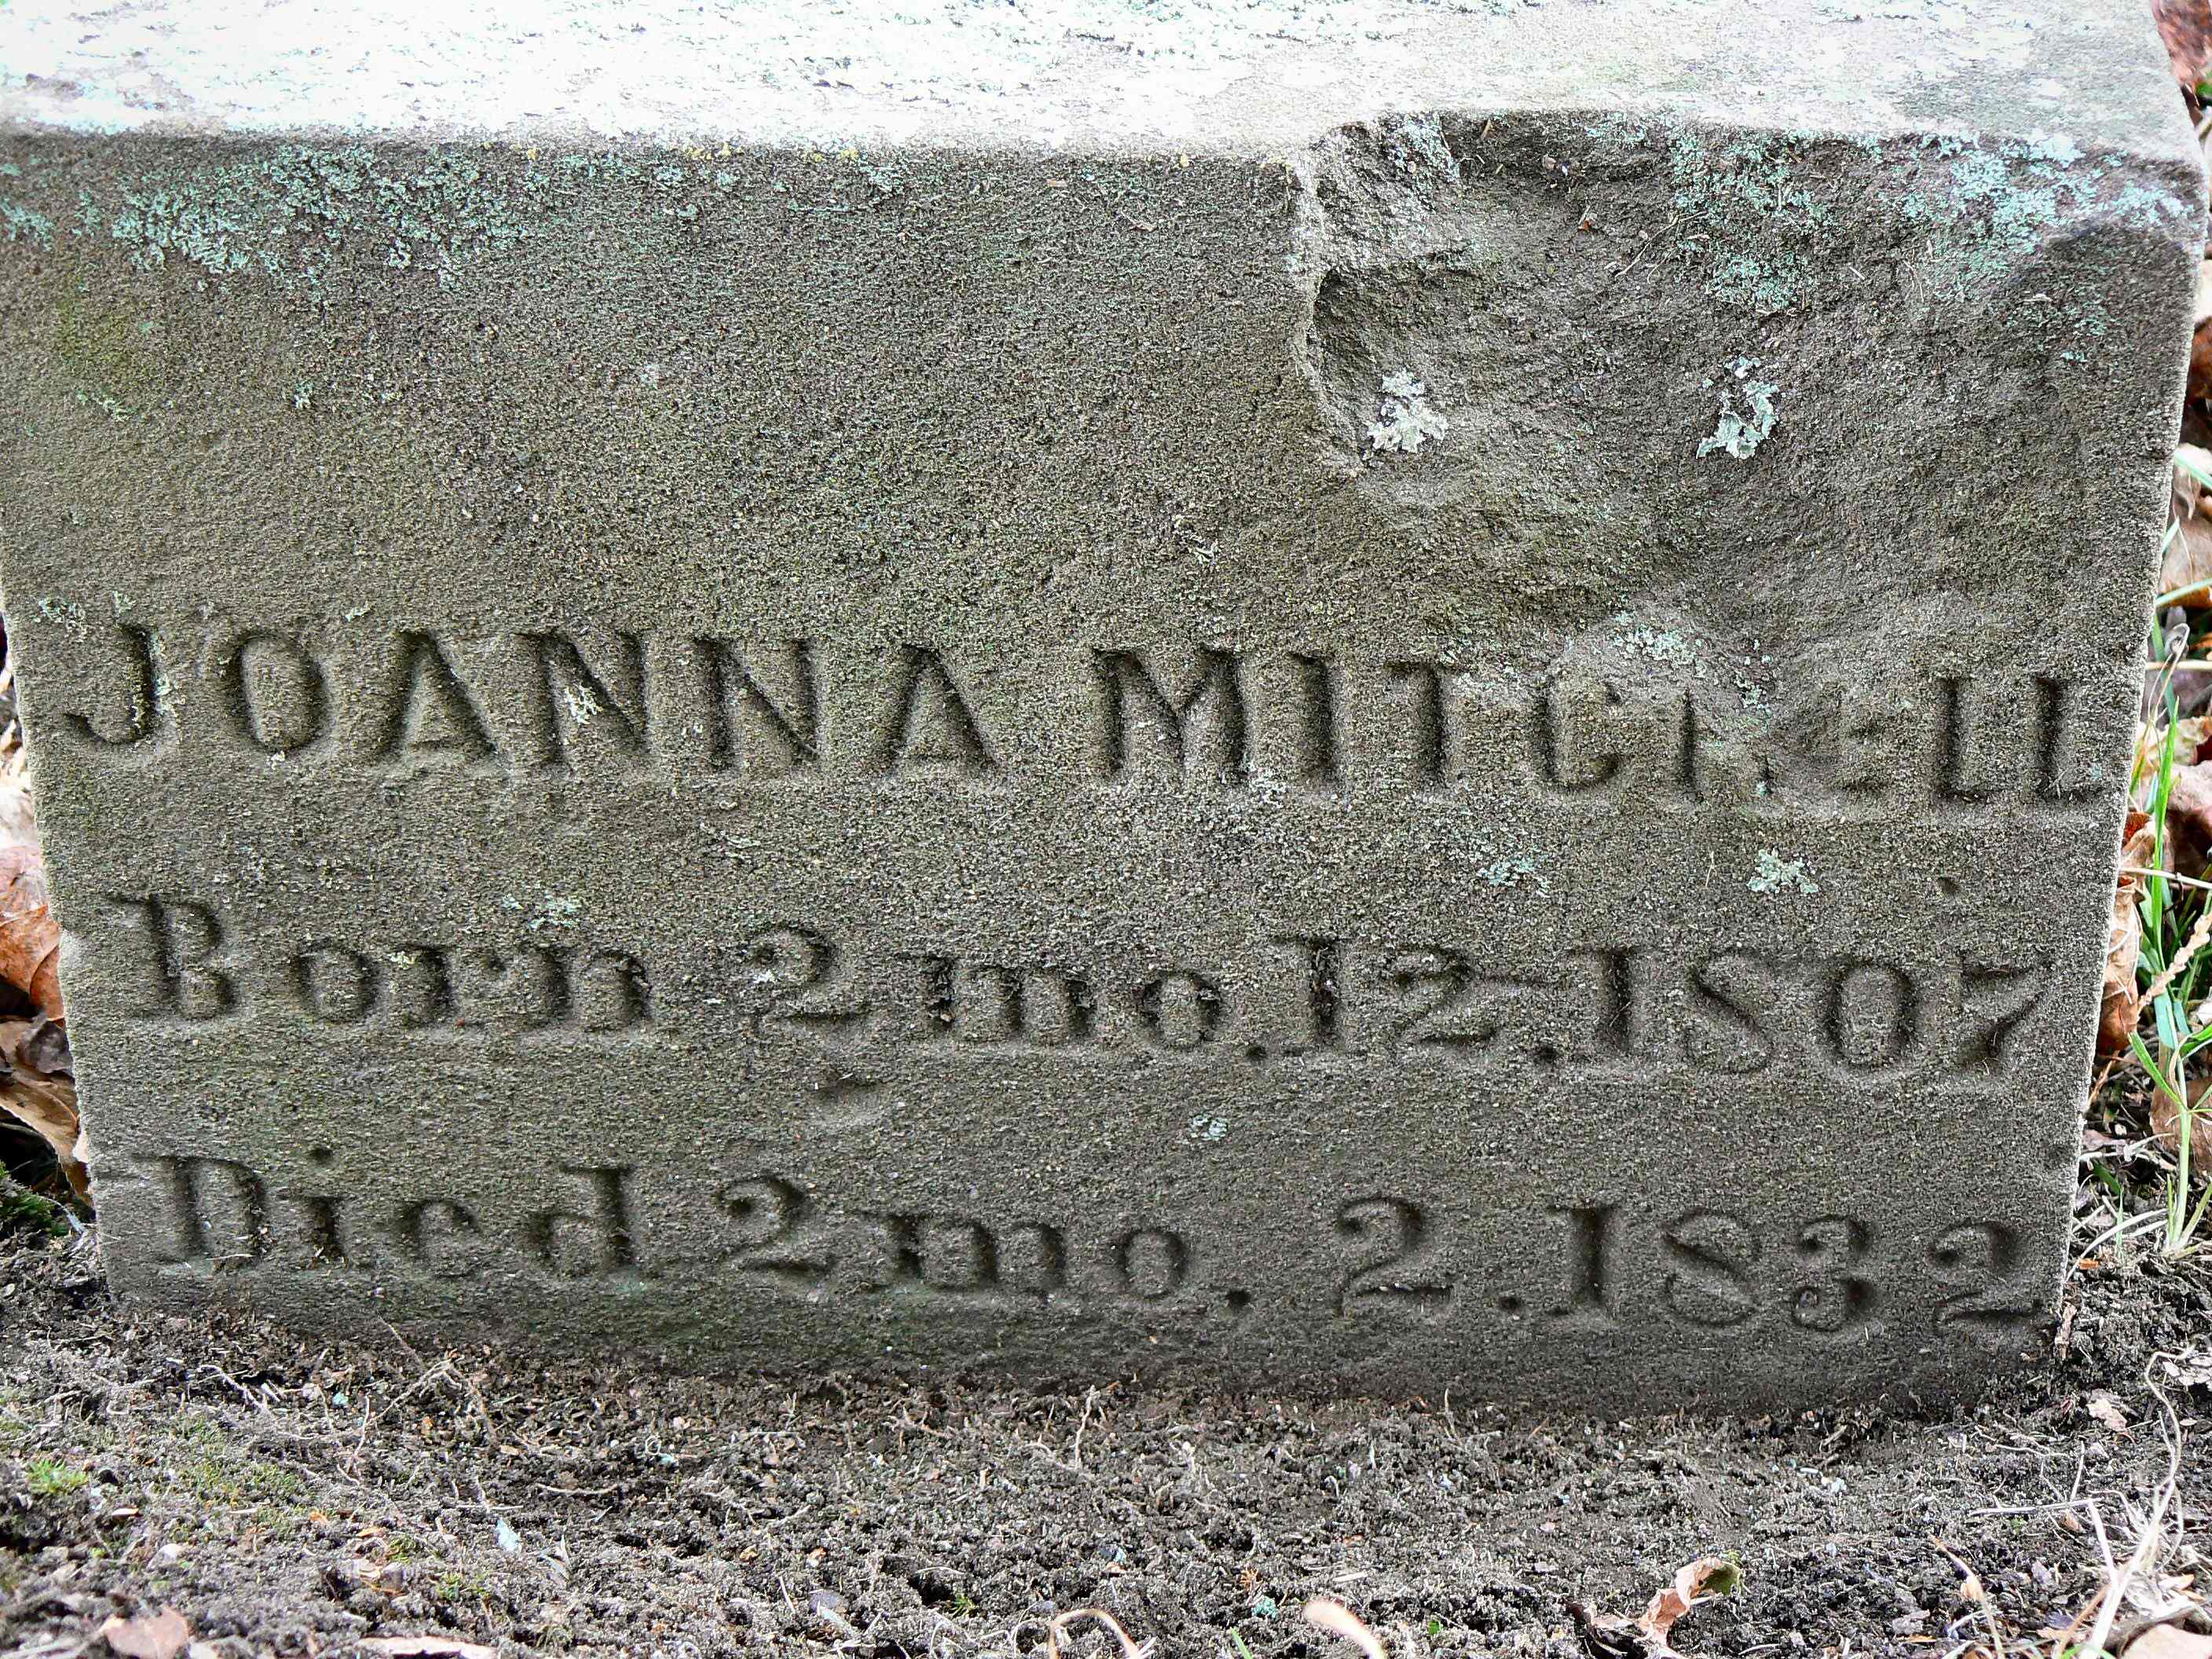 JOANNA MITCHELL
Born 2 mo. 12. 1807
Died 2 mo. 2. 1832